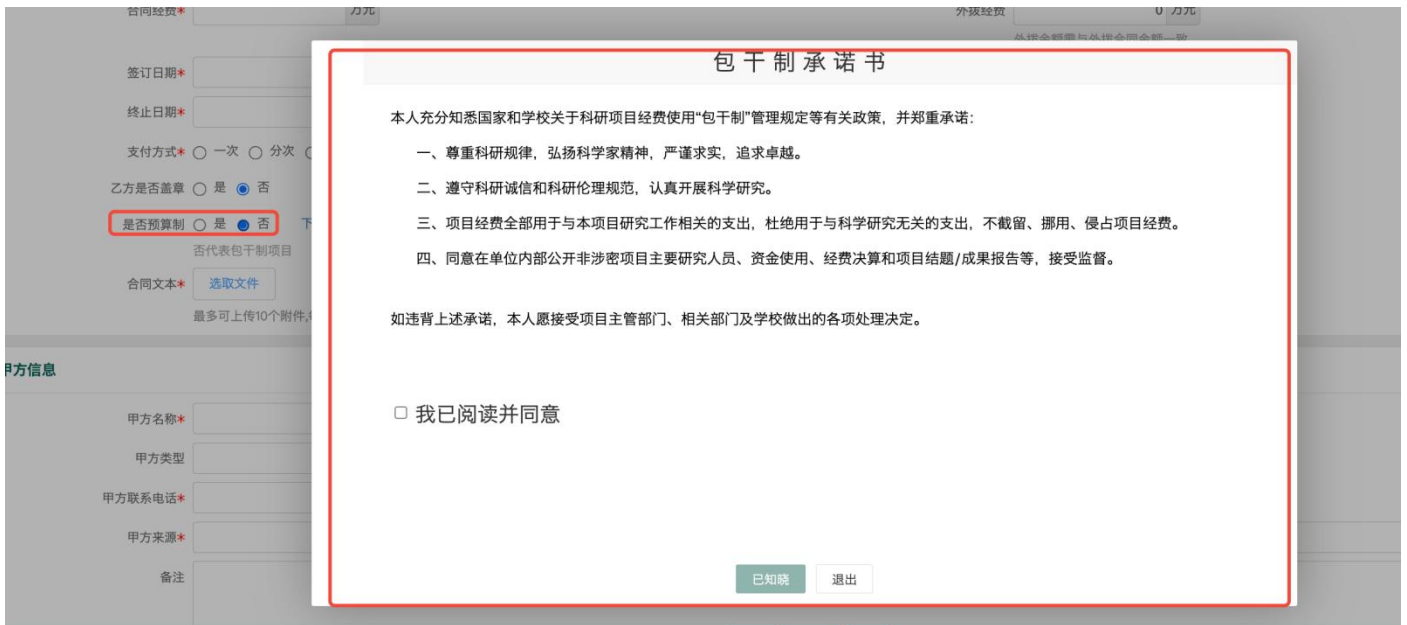 合同经费* 万元 外拨经费 0 万元
外拨金额需与外拨合同金额一致
包干制承诺书
签订日期*
终止日期*
本人充分知悉国家和学校关于科研项目经费使用“包干制”管理规定等有关政策，并郑重承诺：
支付方式* 一次 分次
一、尊重科研规律，弘扬科学家精神，严谨求实，追求卓越。
乙方是否盖章 是 否
二、遵守科研诚信和科研伦理规范，认真开展科学研究。
是否预算制 是 否 下
三、项目经费全部用于与本项目研究工作相关的支出，杜绝用于与科学研究无关的支出，不截留、挪用、侵占项目经费。
否代表包干制项目
四、同意在单位内部公开非涉密项目主要研究人员、资金使用、经费决算和项目结题/成果报告等，接受监督。
合同文本* 选取文件
最多可上传10个附件,
如违背上述承诺，本人愿接受项目主管部门、相关部门及学校做出的各项处理决定。
甲方信息
甲方名称*
我已阅读并同意
甲方类型
甲方联系电话*
甲方来源*
备注
已知晓 退出